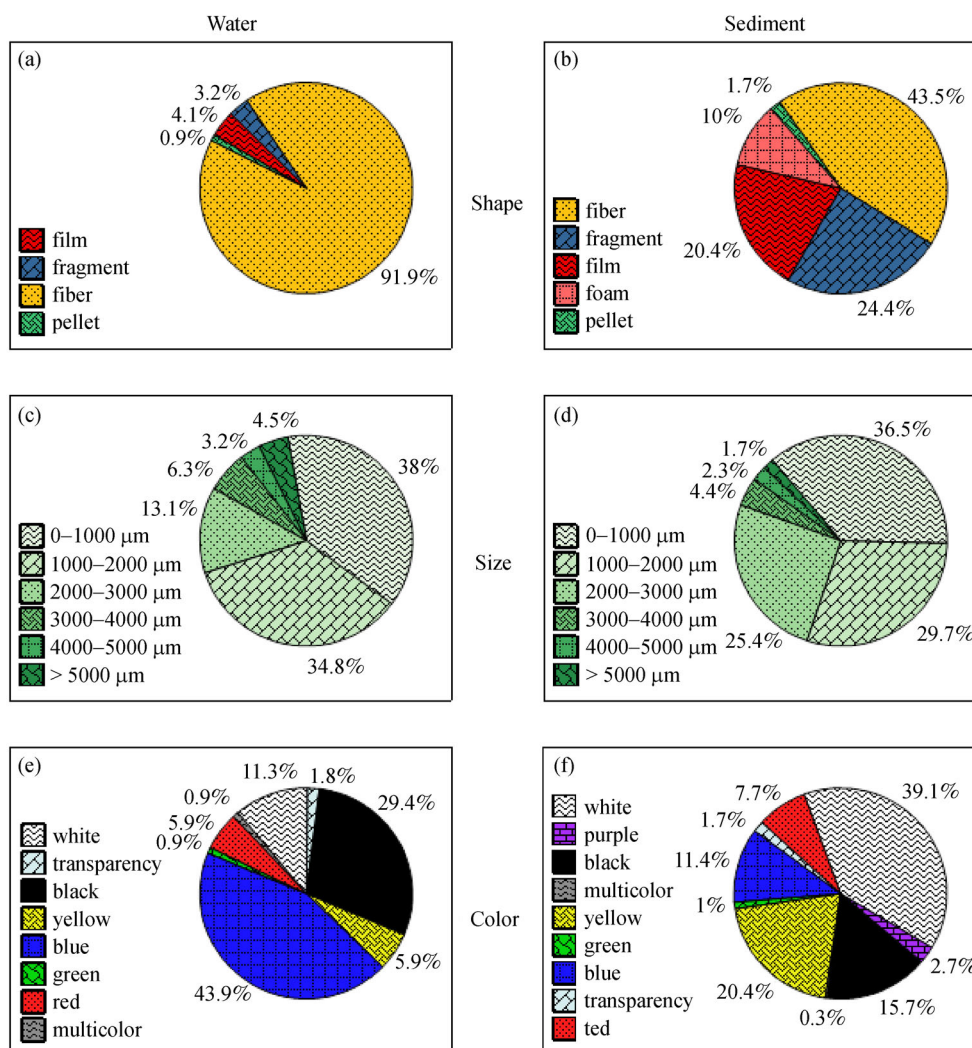 Water
Sediment
(a)
3.2%
4.1%
0.9%
91.9%
film
fragment
fiber
pellet
Shape
(b)
1.7%
43.5%
10%
20.4%
24.4%
fiber
fragment
film
foam
pellet
(c)
4.5%
3.2%
38%
6.3%
13.1%
34.8%
0–1000 μm
1000–2000 μm
2000–3000 μm
3000–4000 μm
4000–5000 μm
> 5000 μm
Size
(d)
36.5%
1.7%
2.3%
4.4%
25.4%
29.7%
0–1000 μm
1000–2000 μm
2000–3000 μm
3000–4000 μm
4000–5000 μm
> 5000 μm
(e)
11.3%
1.8%
0.9%
29.4%
5.9%
0.9%
5.9%
43.9%
white
transparency
black
yellow
blue
green
red
multicolor
Color
(f)
7.7%
39.1%
1.7%
11.4%
1%
2.7%
20.4%
15.7%
0.3%
white
purple
black
multicolor
yellow
green
blue
transparency
ted